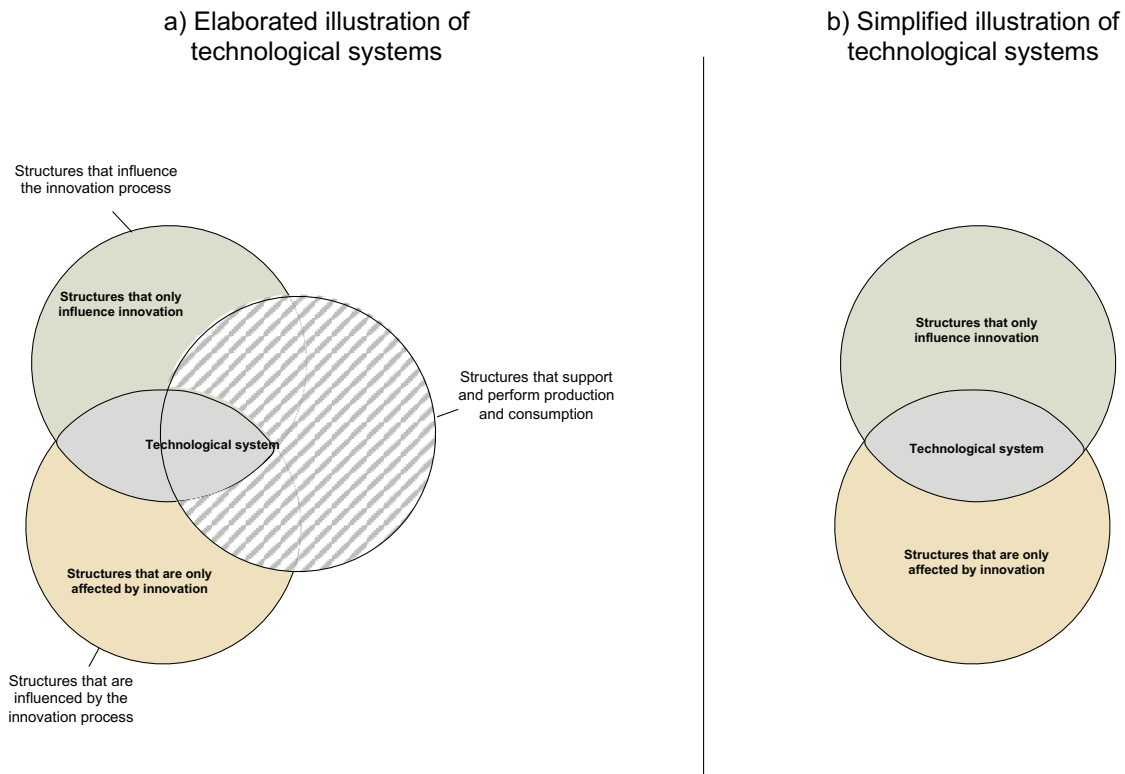 a) Elaborated illustration of
technological systems
Structures that influence
the innovation process
Structures that only
influence innovation
Structures that support
and perform production
and consumption
Technological system
Structures that are only
affected by innovation
Structures that are
influenced by the
innovation process
b) Simplified illustration of
technological systems
Structures that only
influence innovation
Technological system
Structures that are only
affected by innovation